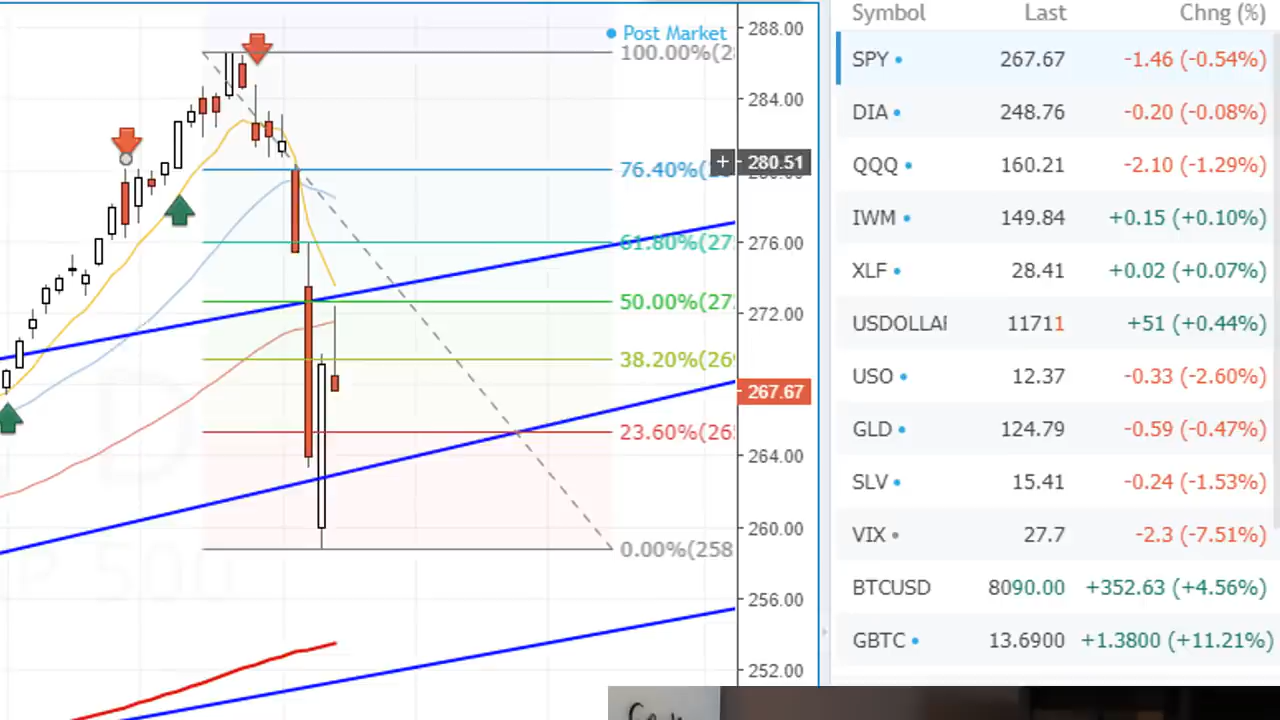 Post Market
100.00%(2
76.40%(2
61.80%(27
50.00%(27
38.20%(26
23.60%(26
0.00%(258
288.00
284.00
+ 280.51
276.00
272.00
267.67
264.00
260.00
256.00
252.00
Symbol Last Chng (%)
SPY 267.67 -1.46 (-0.54%)
DIA 248.76 -0.20 (-0.08%)
QQQ 160.21 -2.10 (-1.29%)
IWM 149.84 +0.15 (+0.10%)
XLF 28.41 +0.02 (+0.07%)
USDOLLAR 11711 +51 (+0.44%)
USO 12.37 -0.33 (-2.60%)
GLD 124.79 -0.59 (-0.47%)
SLV 15.41 -0.24 (-1.53%)
VIX 27.7 -2.3 (-7.51%)
BTCUSD 8090.00 +352.63 (+4.56%)
GBTC 13.6900 +1.3800 (+11.21%)